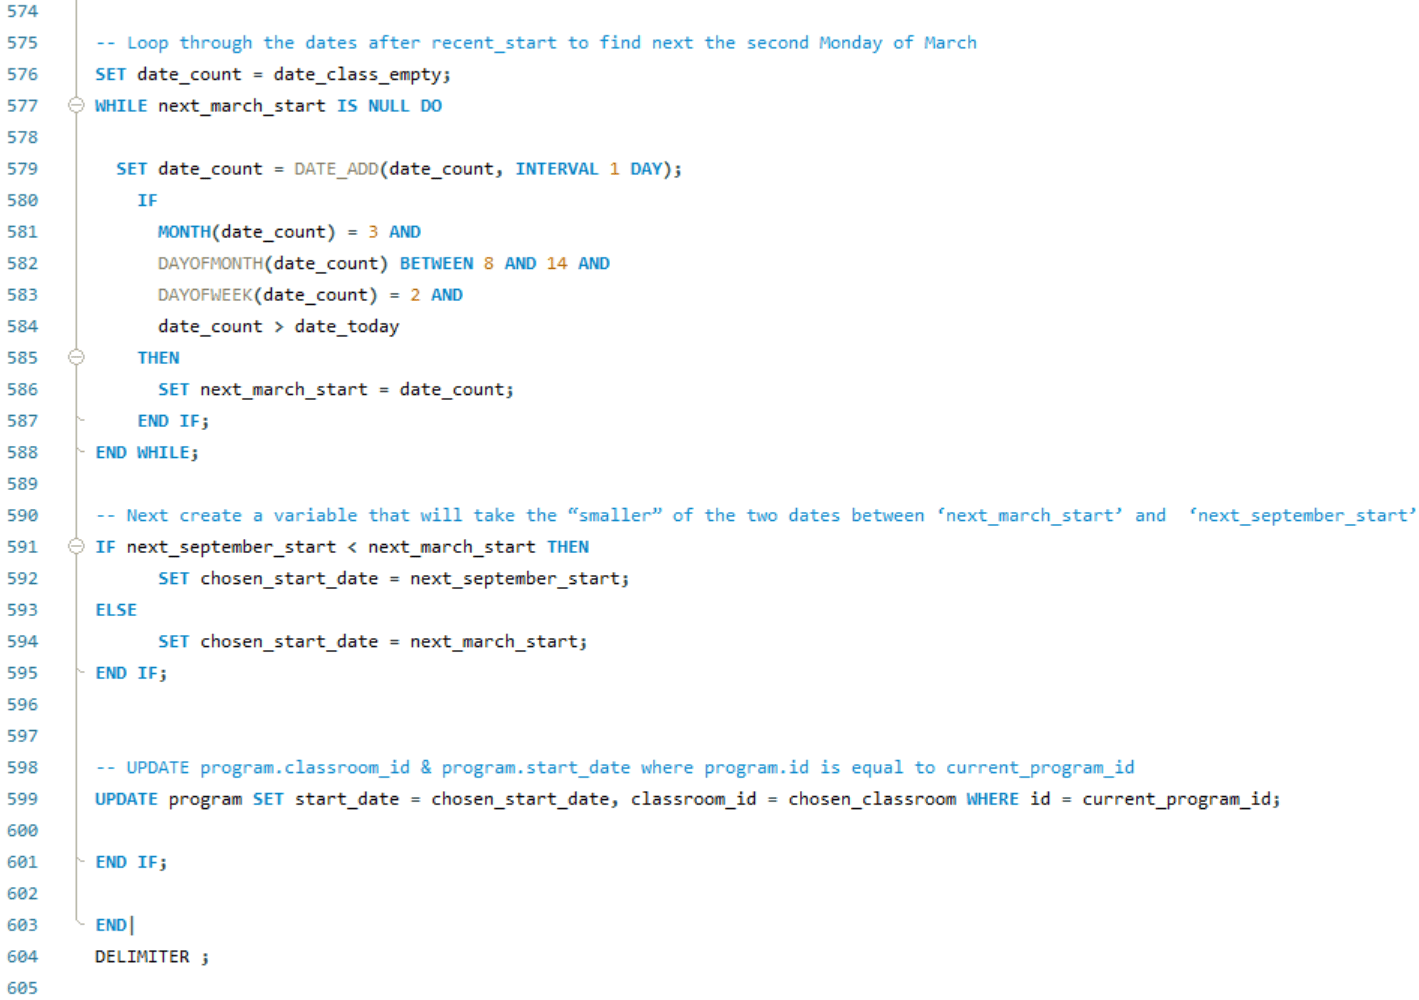 574
575 -- Loop through the dates after recent_start to find next the second Monday of March
576 SET date_count = date_class_empty;
577 WHILE next_march_start IS NULL DO
578
579 SET date_count = DATE_ADD(date_count, INTERVAL 1 DAY);
580 IF
581 MONTH(date_count) = 3 AND
582 DAYOFMONTH(date_count) BETWEEN 8 AND 14 AND
583 DAYOFWEEK(date_count) = 2 AND
584 date_count > date_today
585 THEN
586 SET next_march_start = date_count;
587 END IF;
588 END WHILE;
589
590 -- Next create a variable that will take the “smaller” of the two dates between ‘next_march_start’ and  ‘next_september_start’
591 IF next_september_start < next_march_start THEN
592 SET chosen_start_date = next_september_start;
593 ELSE
594 SET chosen_start_date = next_march_start;
595 END IF;
596
597
598 -- UPDATE program.classroom_id & program.start_date where program.id is equal to current_program_id
599 UPDATE program SET start_date = chosen_start_date, classroom_id = chosen_classroom WHERE id = current_program_id;
600
601 END IF;
602
603 END|
604 DELIMITER ;
605